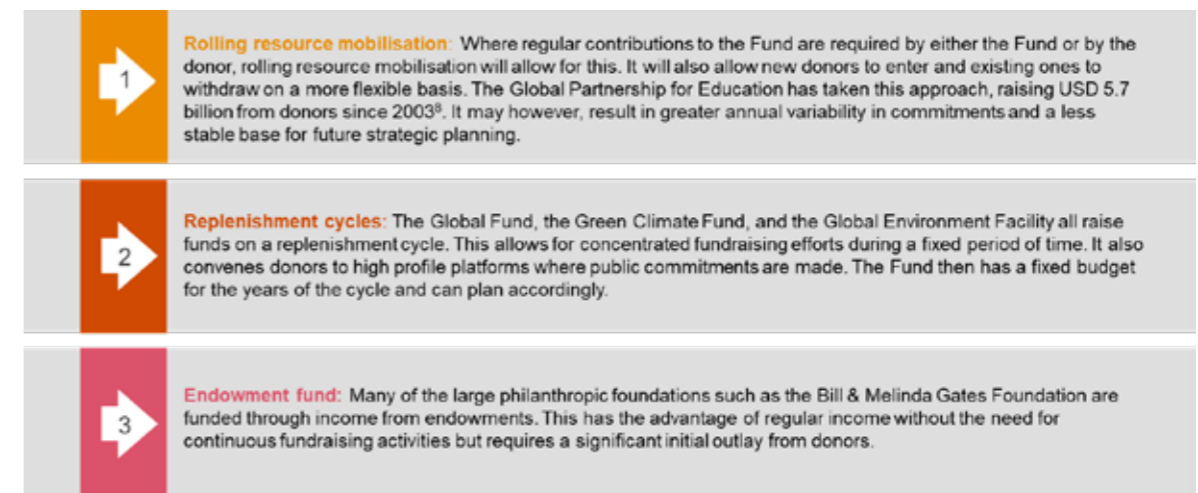 1
Rolling resource mobilisation: Where regular contributions to the Fund are required by either the Fund or by the
donor, rolling resource mobilisation will allow for this. It will also allow new donors to enter and existing ones to
withdraw on a more flexible basis. The Global Partnership for Education has taken this approach, raising USD 5.7
billion from donors since 2003⁸. It may however, result in greater annual variability in commitments and a less
stable base for future strategic planning.
2
Replenishment cycles: The Global Fund, the Green Climate Fund, and the Global Environment Facility all raise
funds on a replenishment cycle. This allows for concentrated fundraising efforts during a fixed period of time. It also
convenes donors to high profile platforms where public commitments are made. The Fund then has a fixed budget
for the years of the cycle and can plan accordingly.
3
Endowment fund: Many of the large philanthropic foundations such as the Bill & Melinda Gates Foundation are
funded through income from endowments. This has the advantage of regular income without the need for
continuous fundraising activities but requires a significant initial outlay from donors.